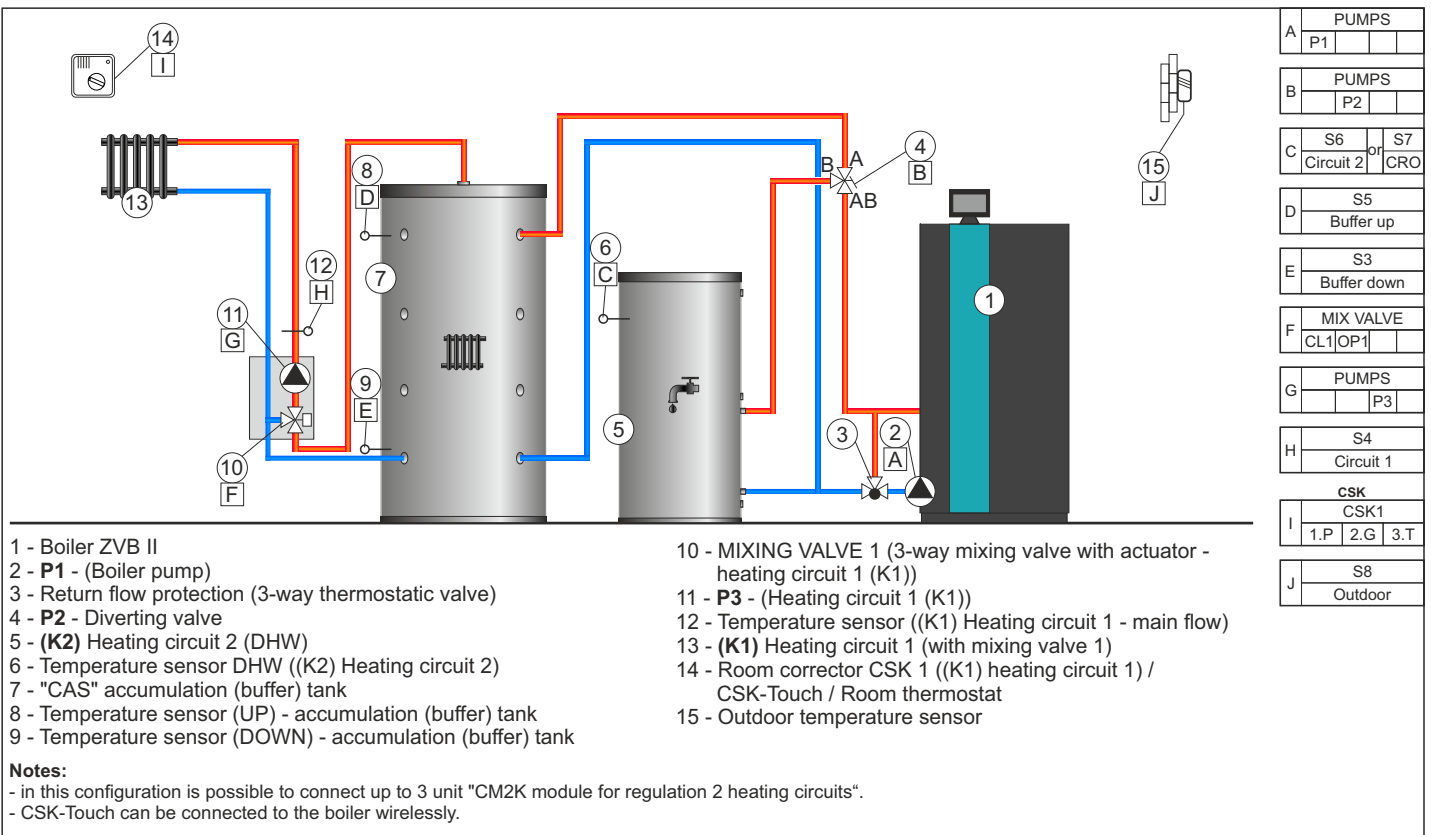 14
I
13
12
H
11
G
10
F
8
D
7
9
E
6
C
5
B
A
AB
4
B
3
2
A
1
15
J
A
PUMPS
P1
B
PUMPS
P2
C
S6 or S7
Circuit 2 CRO
D
S5
Buffer up
E
S3
Buffer down
F
MIX VALVE
CL1 OP1
G
PUMPS
P3
H
S4
Circuit 1
CSK
I
CSK1
1.P 2.G 3.T
J
S8
Outdoor
1 - Boiler ZVB II
2 - P1 - (Boiler pump)
3 - Return flow protection (3-way thermostatic valve)
4 - P2 - Diverting valve
5 - (K2) Heating circuit 2 (DHW)
6 - Temperature sensor DHW ((K2) Heating circuit 2)
7 - "CAS" accumulation (buffer) tank
8 - Temperature sensor (UP) - accumulation (buffer) tank
9 - Temperature sensor (DOWN) - accumulation (buffer) tank
10 - MIXING VALVE 1 (3-way mixing valve with actuator -
heating circuit 1 (K1))
11 - P3 - (Heating circuit 1 (K1))
12 - Temperature sensor ((K1) Heating circuit 1 - main flow)
13 - (K1) Heating circuit 1 (with mixing valve 1)
14 - Room corrector CSK 1 ((K1) heating circuit 1) /
CSK-Touch / Room thermostat
15 - Outdoor temperature sensor
Notes:
- in this configuration is possible to connect up to 3 unit "CM2K module for regulation 2 heating circuits“.
- CSK-Touch can be connected to the boiler wirelessly.